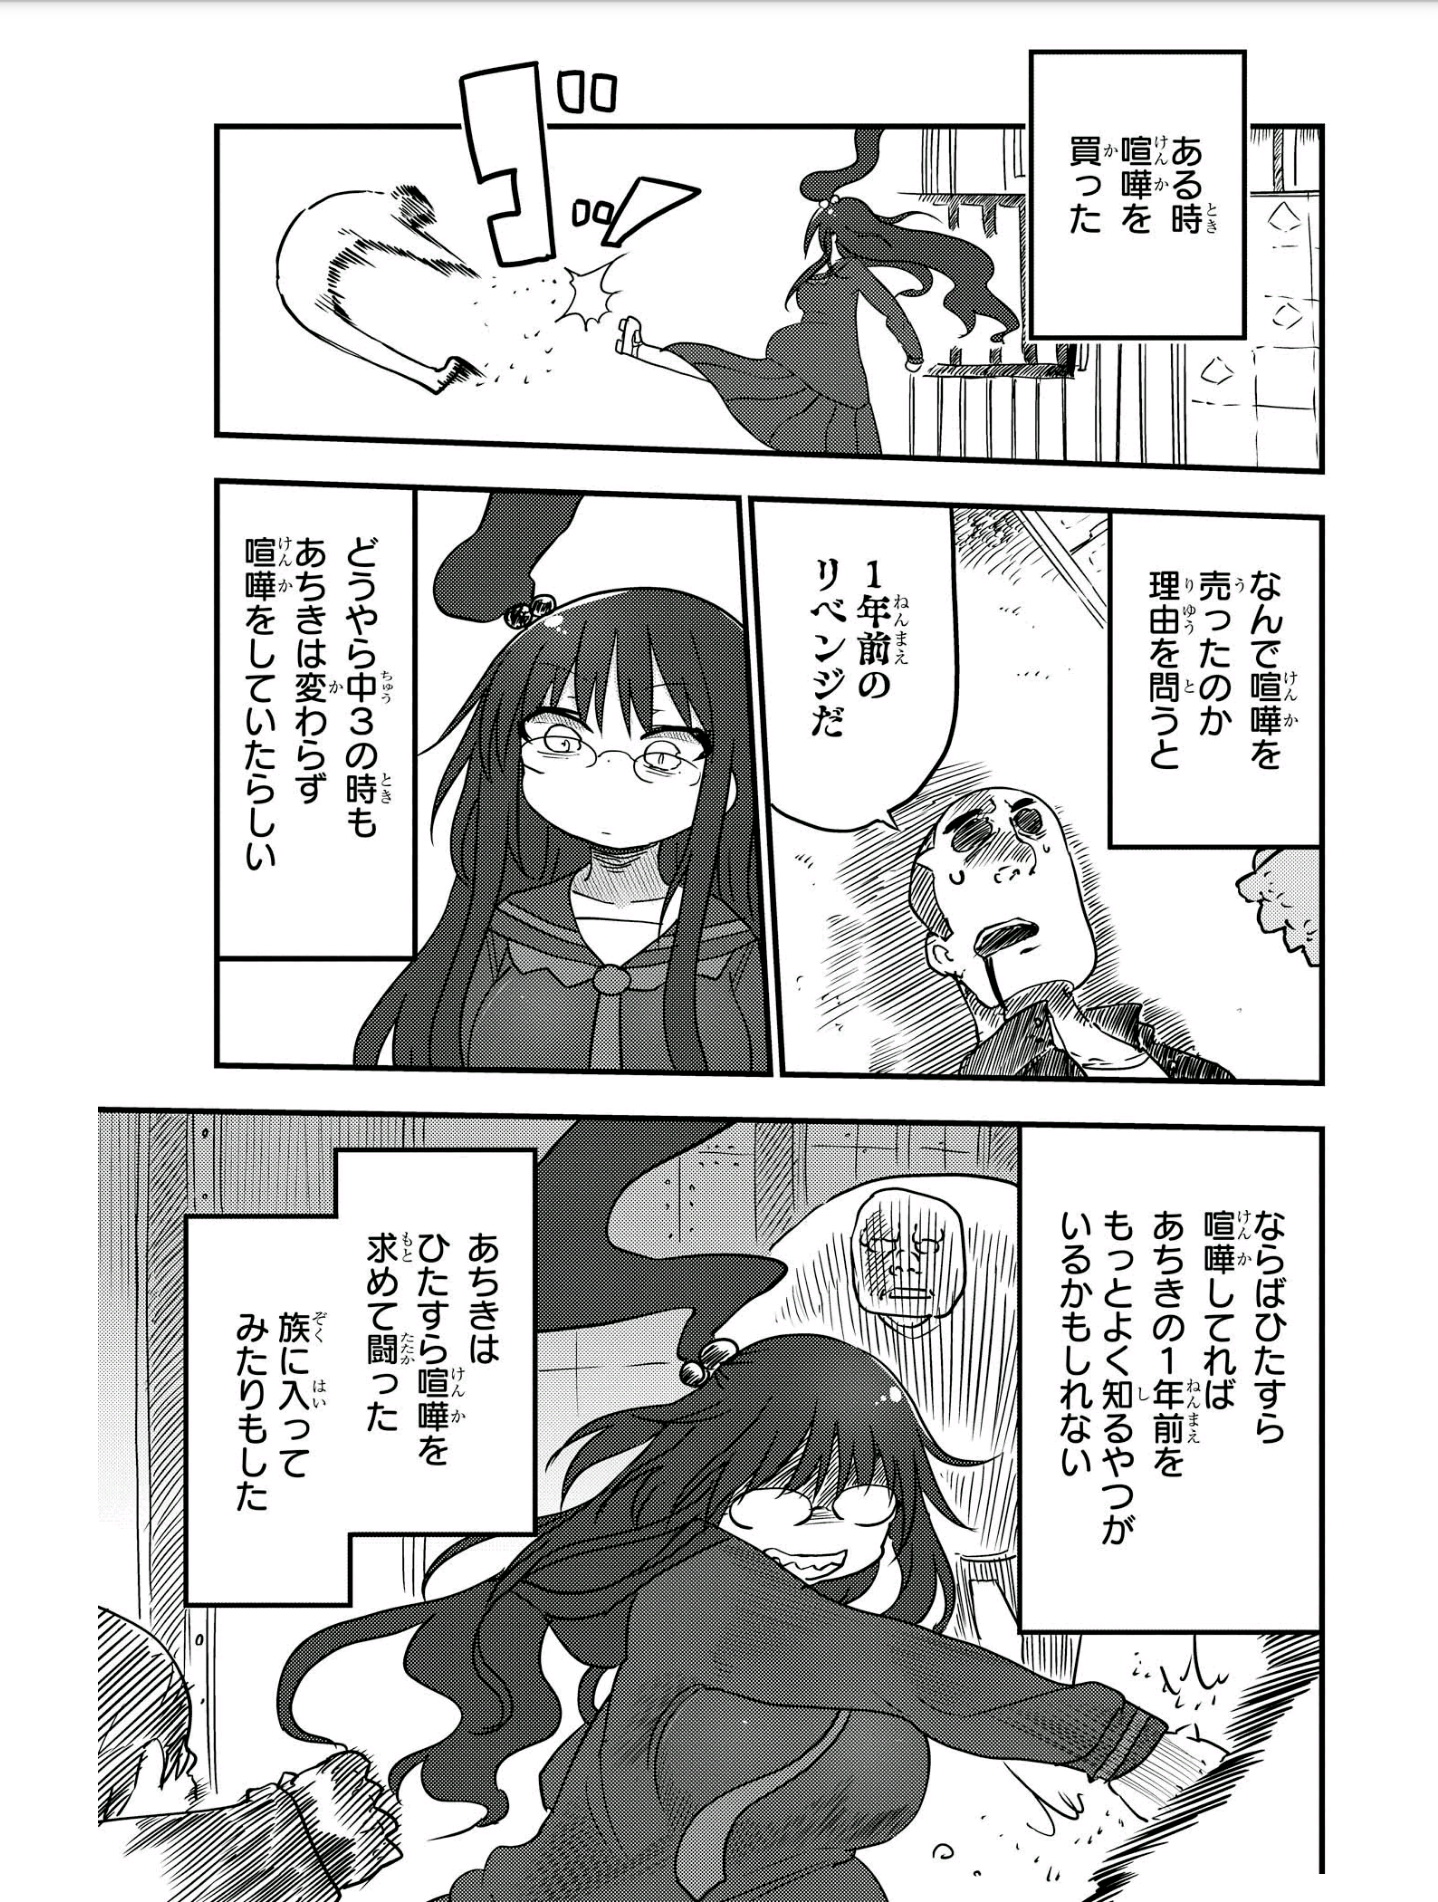 ある時
喧嘩を
買った
ドゴッ
なんで喧嘩を
売ったのか
理由を問うと
１年前の
リベンジだ
どうやら中３の時も
あちきは変わらず
喧嘩をしていたらしい
ならばひたすら
喧嘩してれば
あちきの１年前を
もっとよく知るやつが
いるかもしれない
あちきは
ひたすら喧嘩を
求めて闘った
族に入って
みたりもした